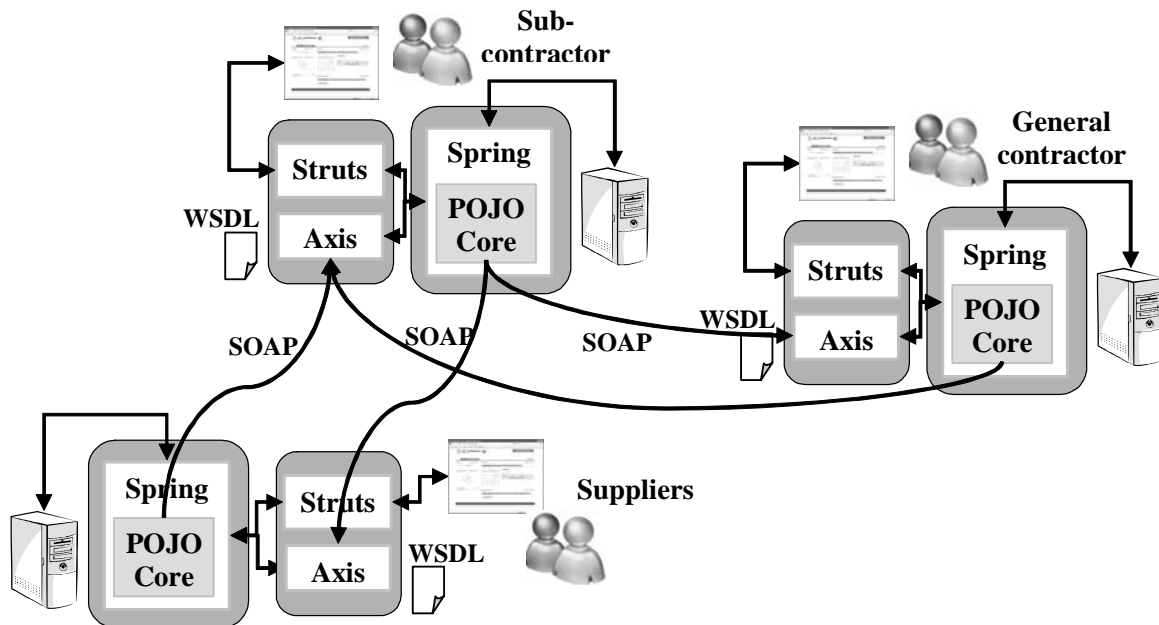 Sub-
contractor
Spring
Struts
POJO
Core
WSDL
Axis
General
contractor
Spring
Struts
POJO
Core
WSDL
Axis
SOAP
SOAP
SOAP
Spring
Struts
Suppliers
POJO
Core
WSDL
Axis